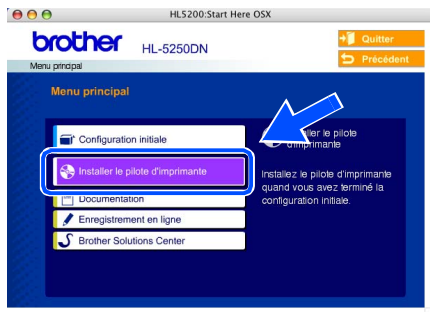 HL5200:Start Here OSX
brother
HL-5250DN
Quitter
Précédent
Menu principal
Menu principal
Configuration initiale
Installer le pilote d'imprimante
Documentation
Enregistrement en ligne
Brother Solutions Center
le pilote
d'imprimante
Installez le pilote d'imprimante
quand vous avez terminé la
configuration initiale.